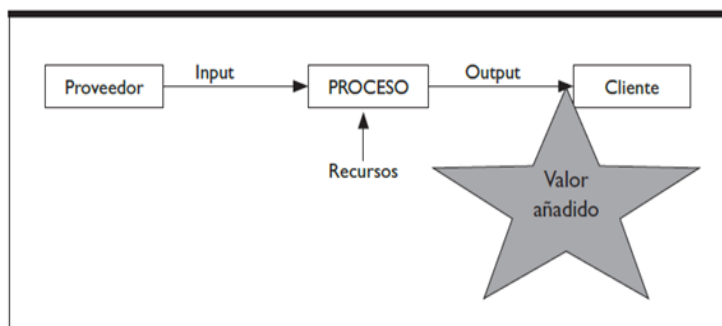 Input
Output
Proveedor
PROCESO
Cliente
Recursos
Valor
añadido